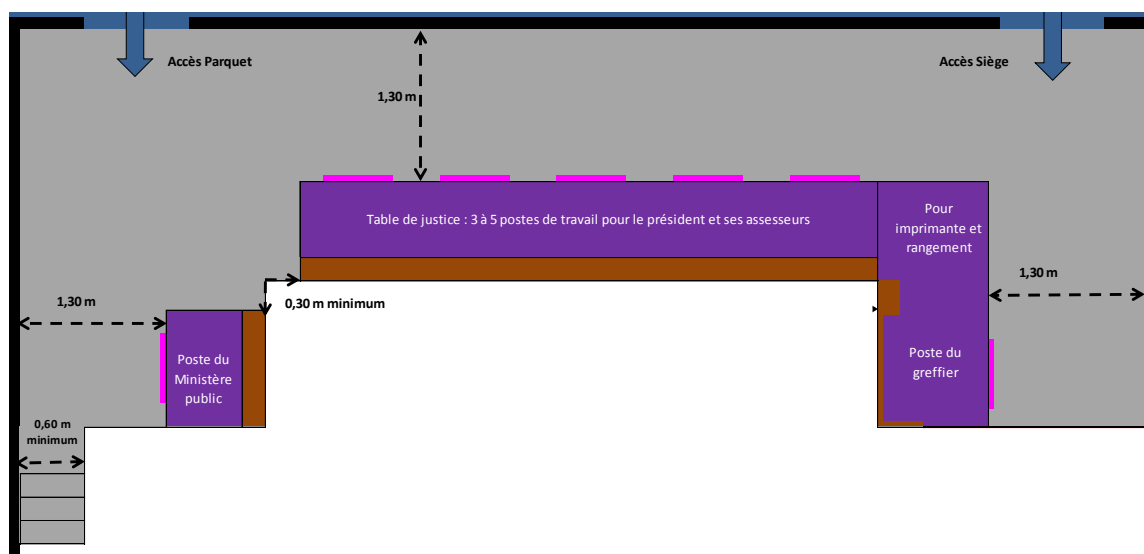 Accès Parquet
Accès Siège
1,30 m
Table de justice : 3 à 5 postes de travail pour le président et ses assesseurs
Pour
imprimante et
rangement
1,30 m
0,30 m minimum
1,30 m
Poste du
Ministère
public
Poste du
greffier
0,60 m
minimum